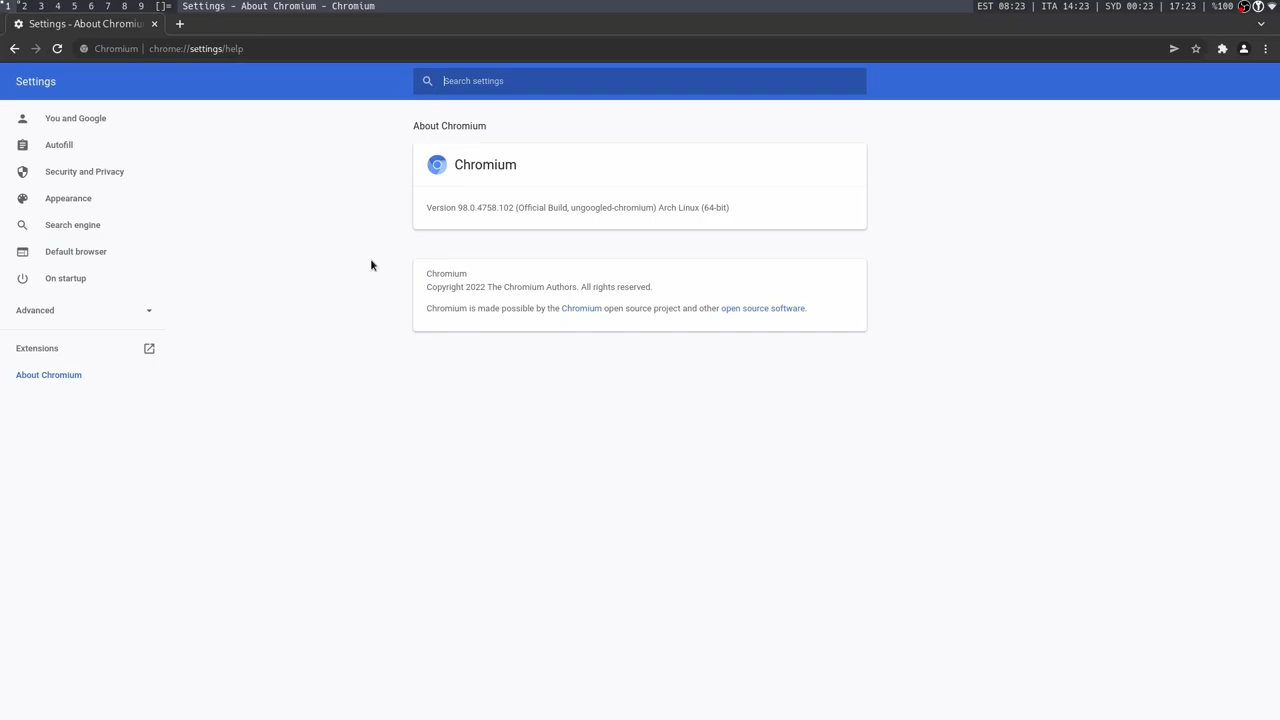 1 2 3 4 5 6 7 8 9 []= Settings - About Chromium - Chromium EST 08:23 | ITA 14:23 | SYD 00:23 | 17:23 | %100
Settings - About Chromiu
Chromium | chrome://settings/help
Settings
Search settings
You and Google
Autofill
Security and Privacy
Appearance
Search engine
Default browser
On startup
Advanced
Extensions
About Chromium
About Chromium
Chromium
Version 98.0.4758.102 (Official Build, ungoogled-chromium) Arch Linux (64-bit)
Chromium
Copyright 2022 The Chromium Authors. All rights reserved.
Chromium is made possible by the Chromium open source project and other open source software.